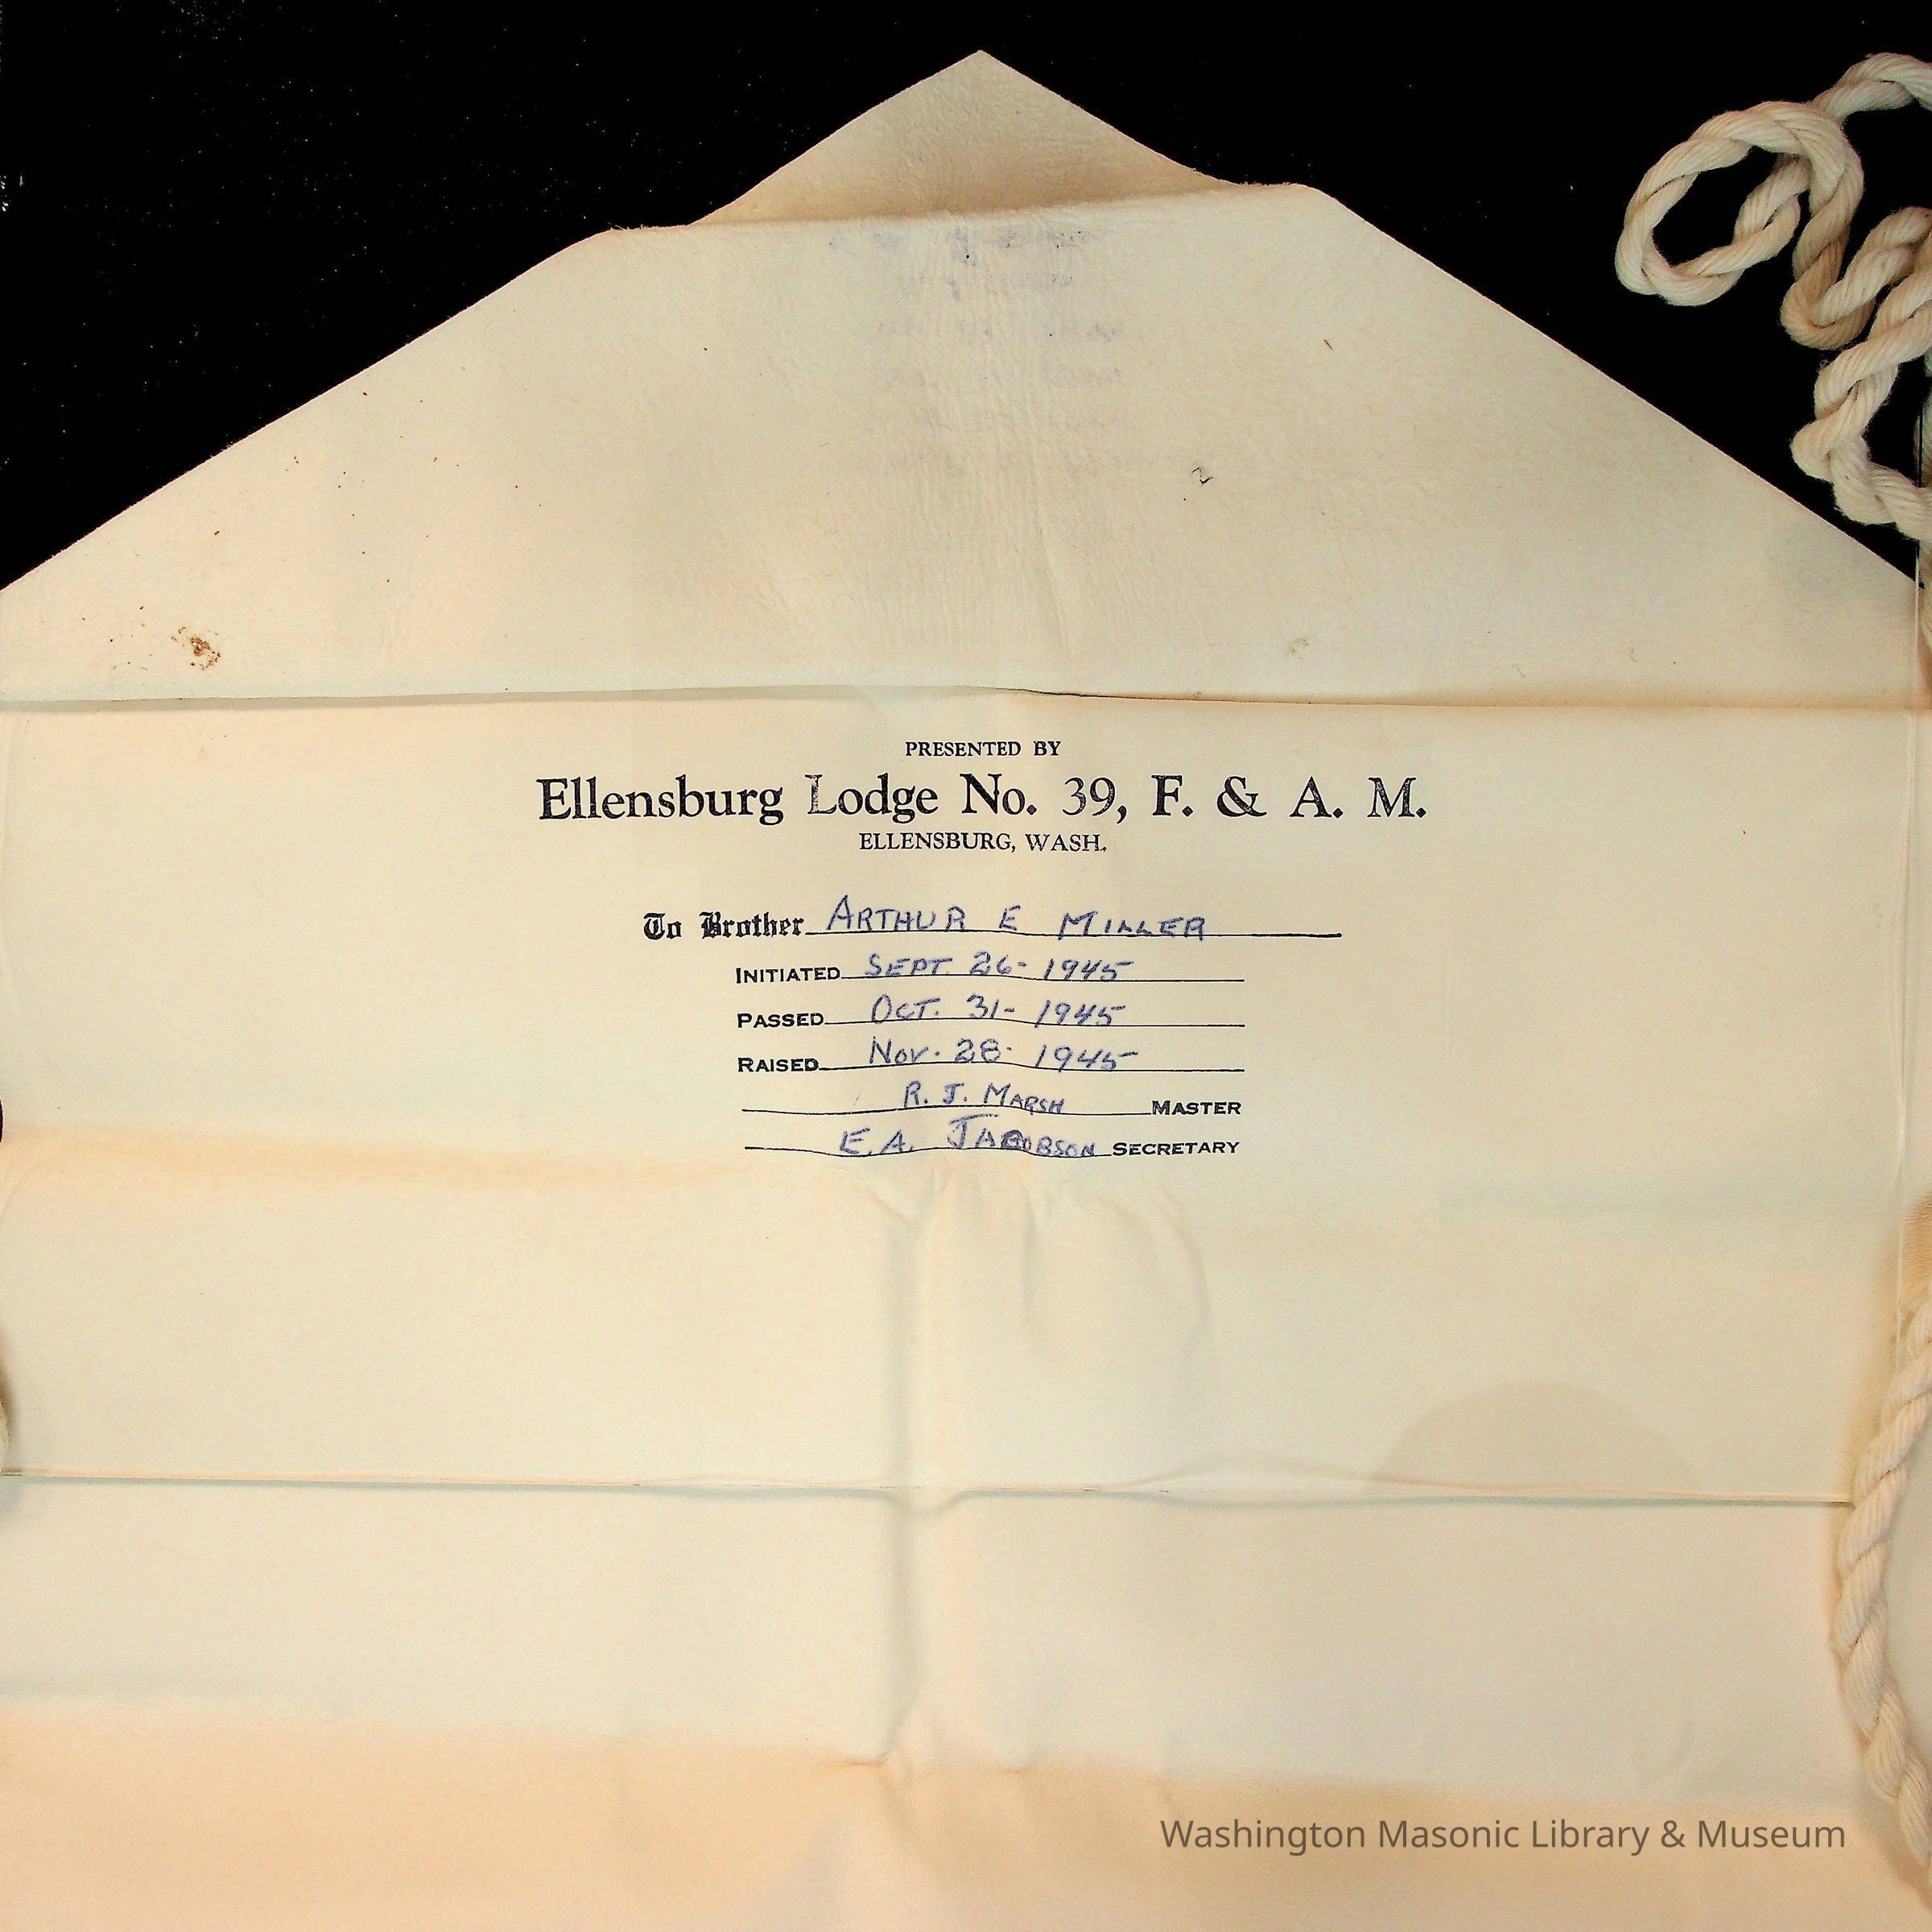 PRESENTED BY
Ellensburg Lodge No. 39, F. & A. M.
ELLENSBURG, WASH.
To Brother ARTHUR E MILLER
INITIATED SEPT. 26- 1945
PASSED OCT. 31- 1945
RAISED NOV. 28- 1945
R. J. MARSH MASTER
E. A. JACOBSON SECRETARY
Washington Masonic Library & Museum